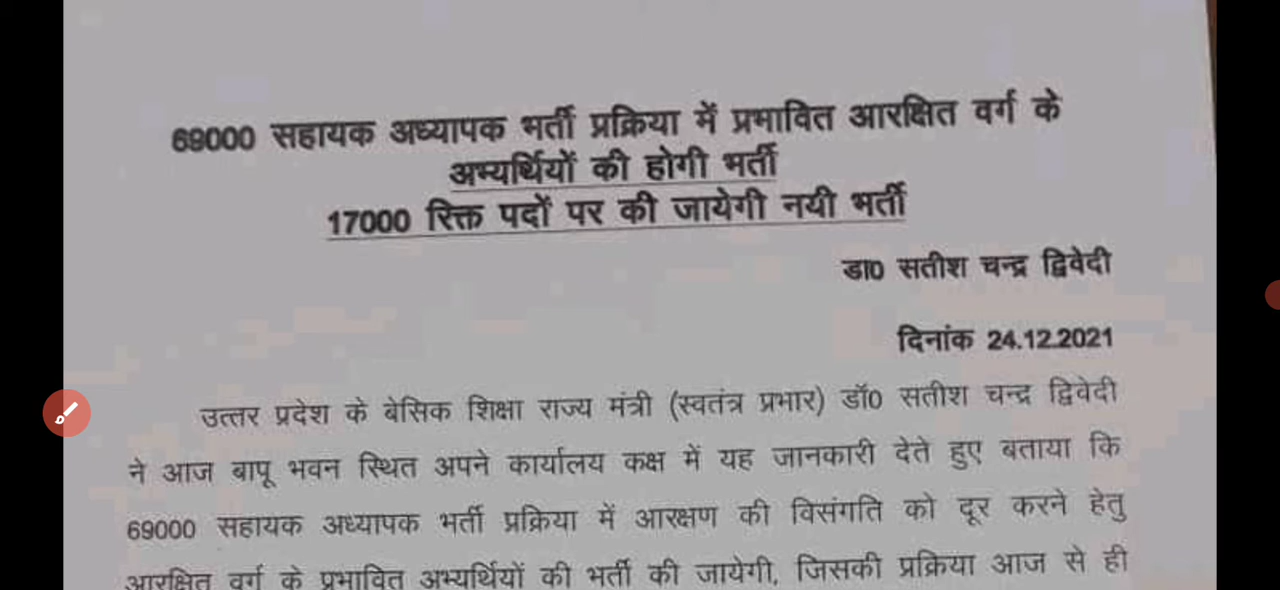 69000 सहायक अध्यापक भर्ती प्रक्रिया में प्रभावित आरक्षित वर्ग के
अभ्यर्थियों की होगी भर्ती
17000 रिक्त पदों पर की जायेगी नयी भर्ती
डा0 सतीश चन्द्र द्विवेदी
दिनांक 24.12.2021
उत्तर प्रदेश के बेसिक शिक्षा राज्य मंत्री (स्वतंत्र प्रभार) डॉ0 सतीश चन्द्र द्विवेदी
ने आज बापू भवन स्थित अपने कार्यालय कक्ष में यह जानकारी देते हुए बताया कि
69000 सहायक अध्यापक भर्ती प्रक्रिया में आरक्षण की विसंगति को दूर करने हेतु
आरक्षित वर्ग के प्रभावित अभ्यर्थियों की भर्ती की जायेगी, जिसकी प्रक्रिया आज से ही